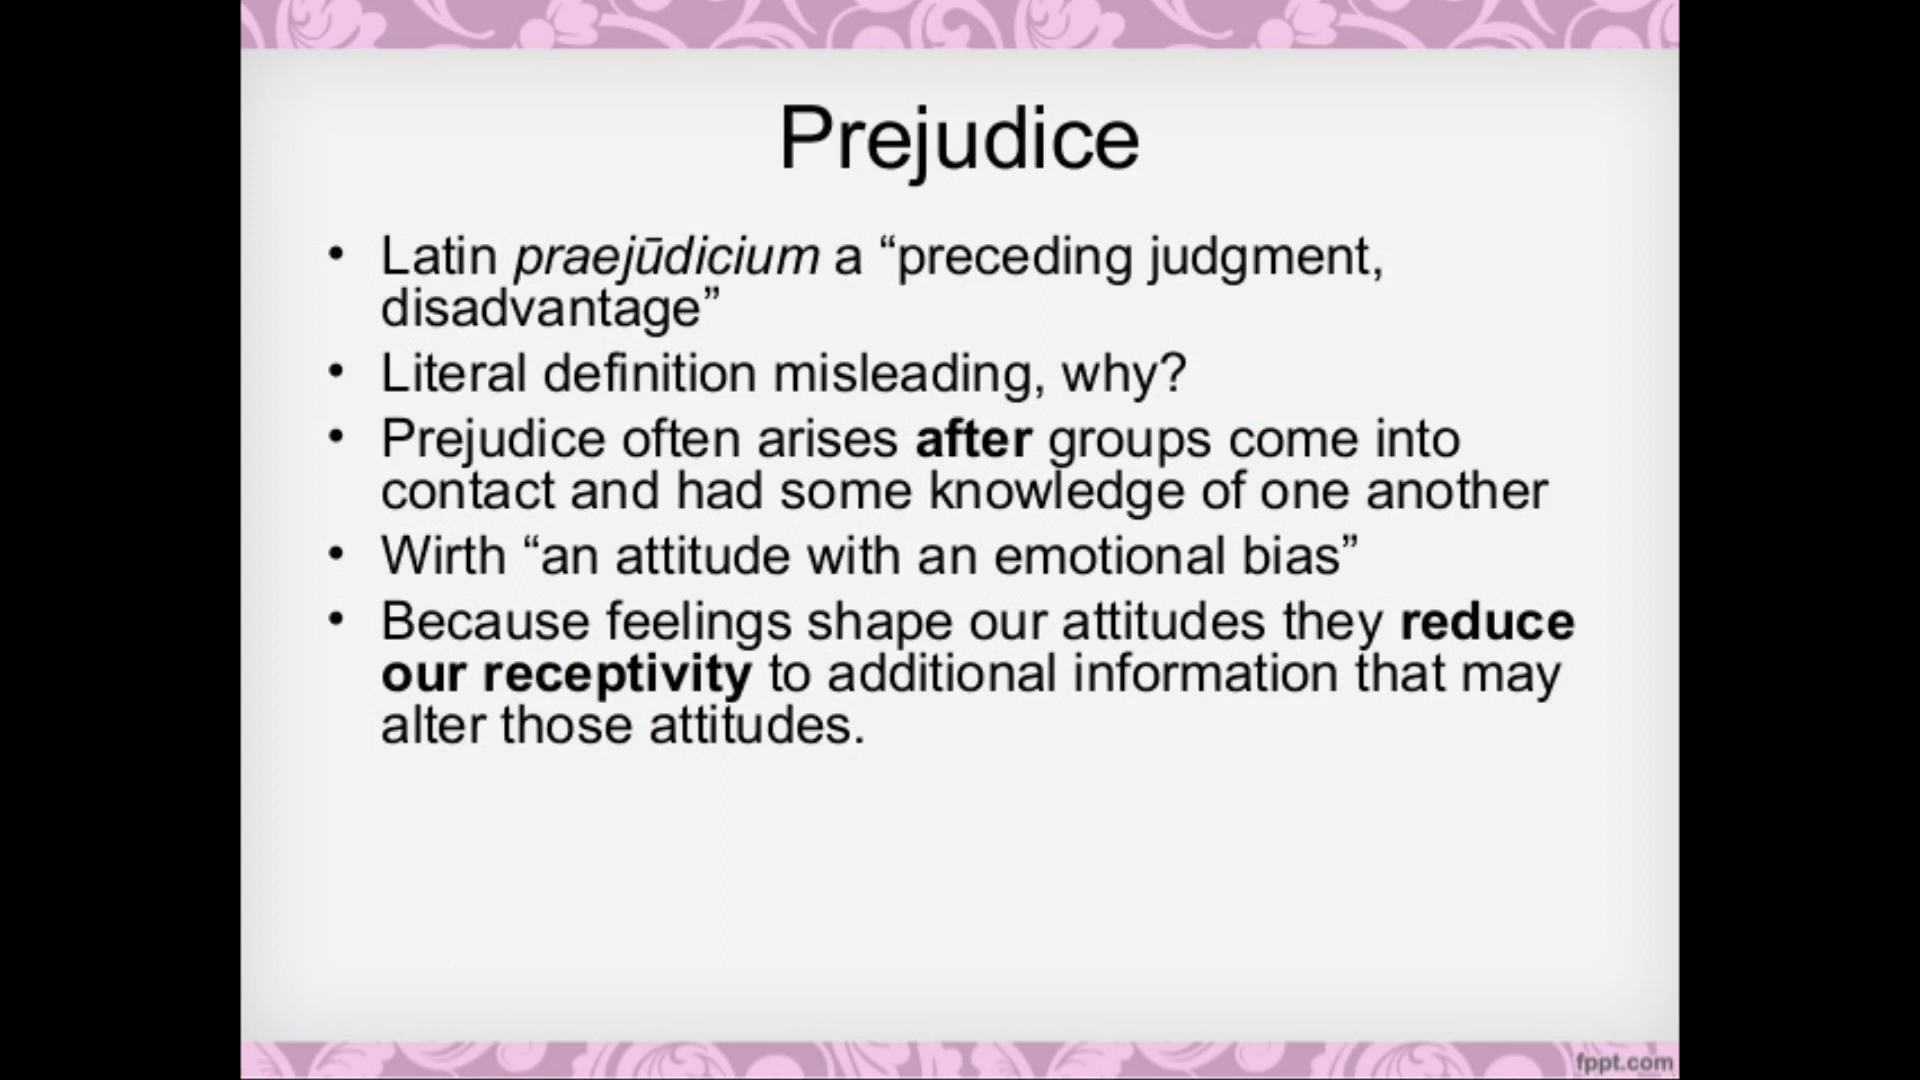 Prejudice
• Latin praejūdicium a “preceding judgment,
disadvantage”
• Literal definition misleading, why?
• Prejudice often arises after groups come into
contact and had some knowledge of one another
• Wirth “an attitude with an emotional bias”
• Because feelings shape our attitudes they reduce
our receptivity to additional information that may
alter those attitudes.
fppt.com